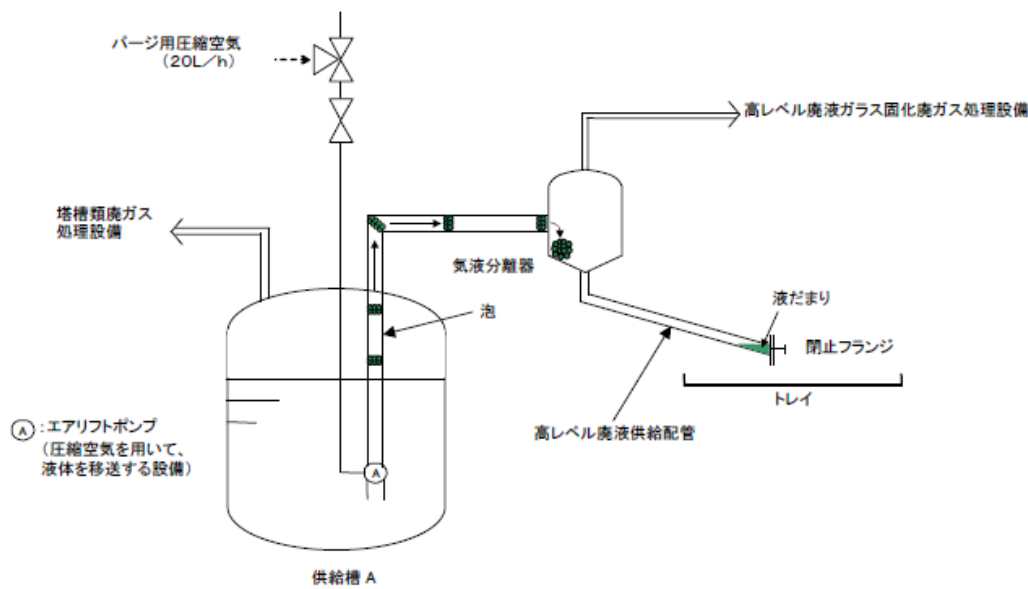 パージ用圧縮空気
（20L／h）
高レベル廃液ガラス固化廃ガス処理設備
塔槽類廃ガス
処理設備
気液分離器
泡
液だまり
閉止フランジ
トレイ
高レベル廃液供給配管
A ：エアリフトポンプ
（圧縮空気を用いて、
液体を移送する設備）
A
供給槽 A